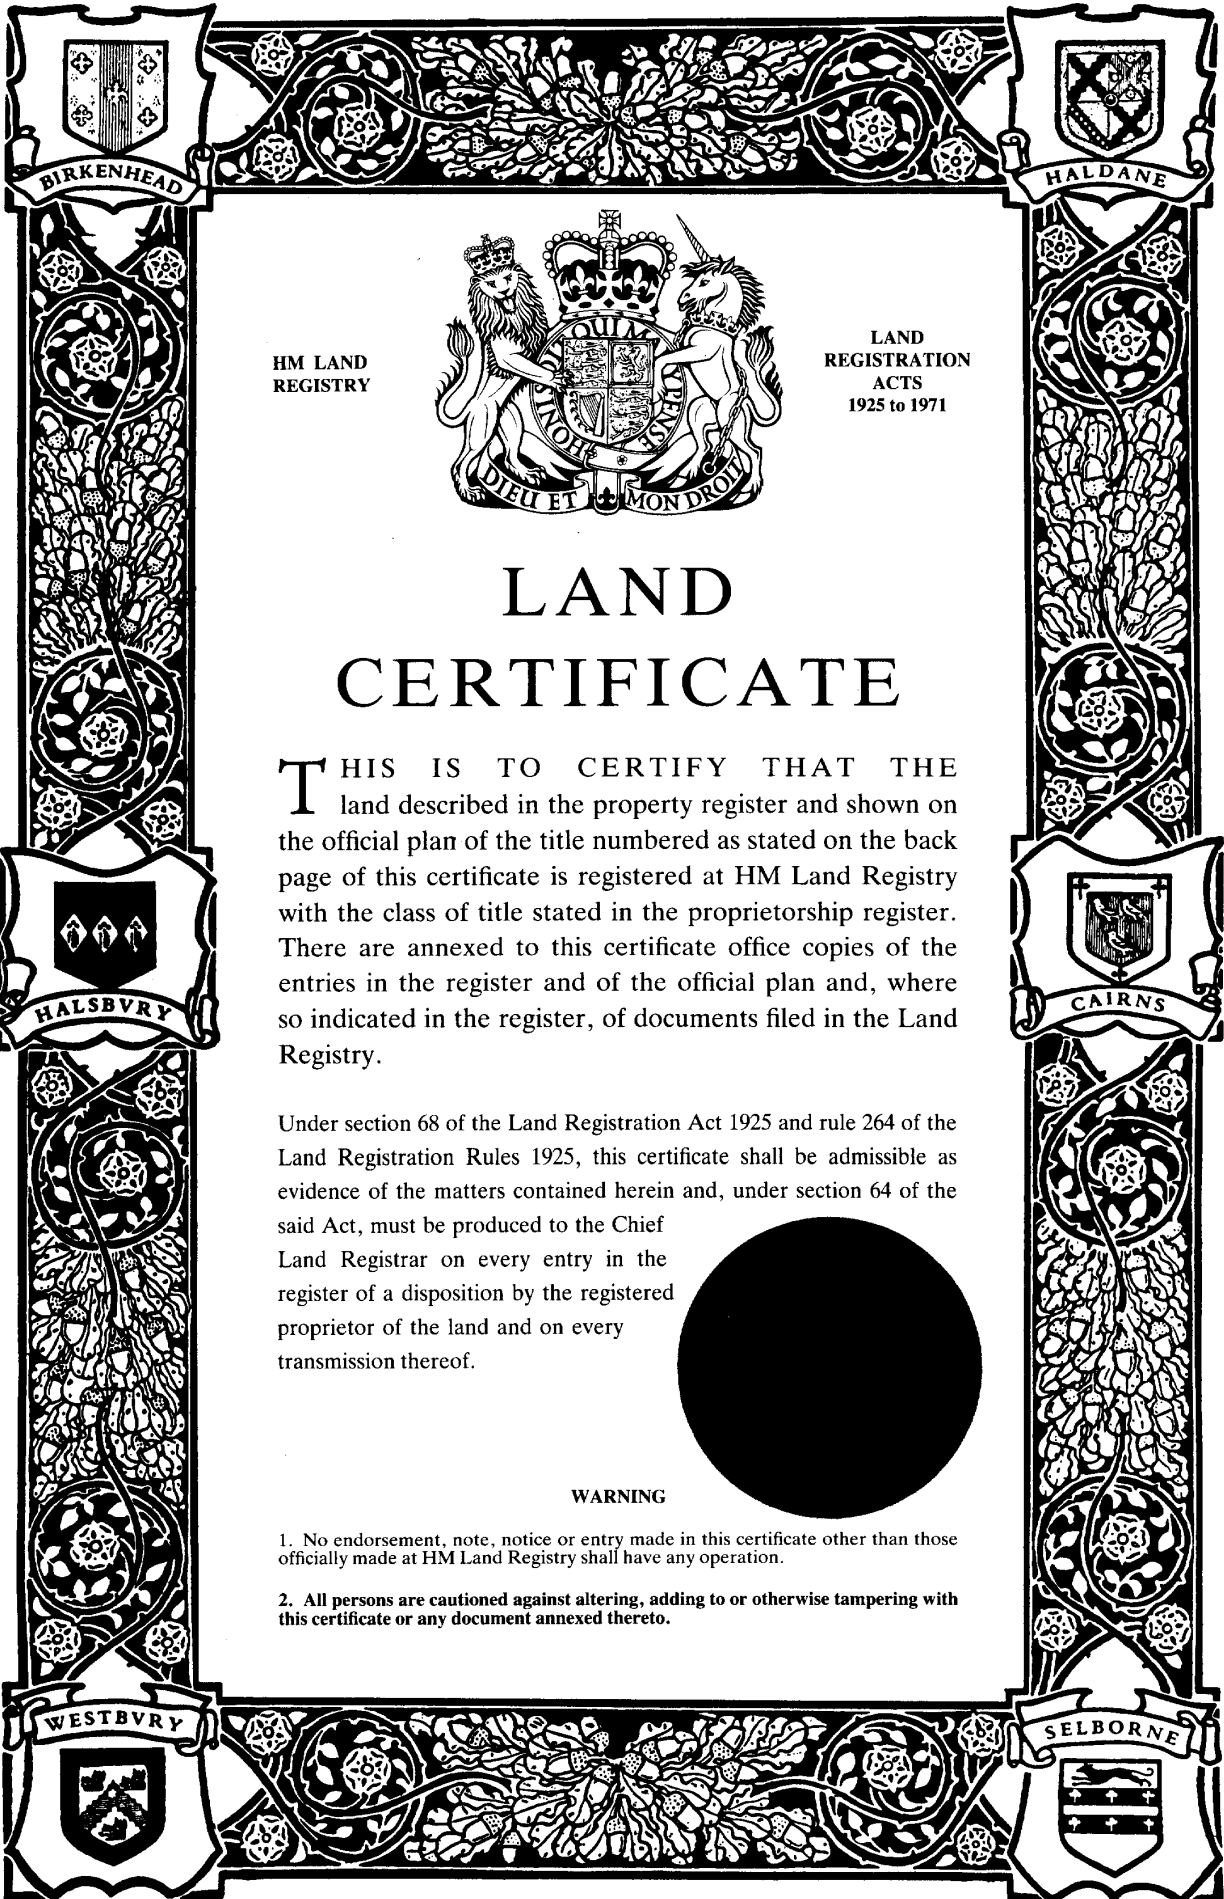 BIRKENHEAD
HALDANE
HM LAND
REGISTRY
LAND
REGISTRATION
ACTS
1925 to 1971
QUI M
Y PENSE
HONI S
DIEU ET MON DROIT
LAND
CERTIFICATE
THIS IS TO CERTIFY THAT THE
land described in the property register and shown on
the official plan of the title numbered as stated on the back
page of this certificate is registered at HM Land Registry
with the class of title stated in the proprietorship register.
There are annexed to this certificate office copies of the
entries in the register and of the official plan and, where
so indicated in the register, of documents filed in the Land
Registry.
HALSBVRY
CAIRNS
Under section 68 of the Land Registration Act 1925 and rule 264 of the
Land Registration Rules 1925, this certificate shall be admissible as
evidence of the matters contained herein and, under section 64 of the
said Act, must be produced to the Chief
Land Registrar on every entry in the
register of a disposition by the registered
proprietor of the land and on every
transmission thereof.
WARNING
1. No endorsement, note, notice or entry made in this certificate other than those
officially made at HM Land Registry shall have any operation.
2. All persons are cautioned against altering, adding to or otherwise tampering with
this certificate or any document annexed thereto.
WESTBVRY
SELBORNE